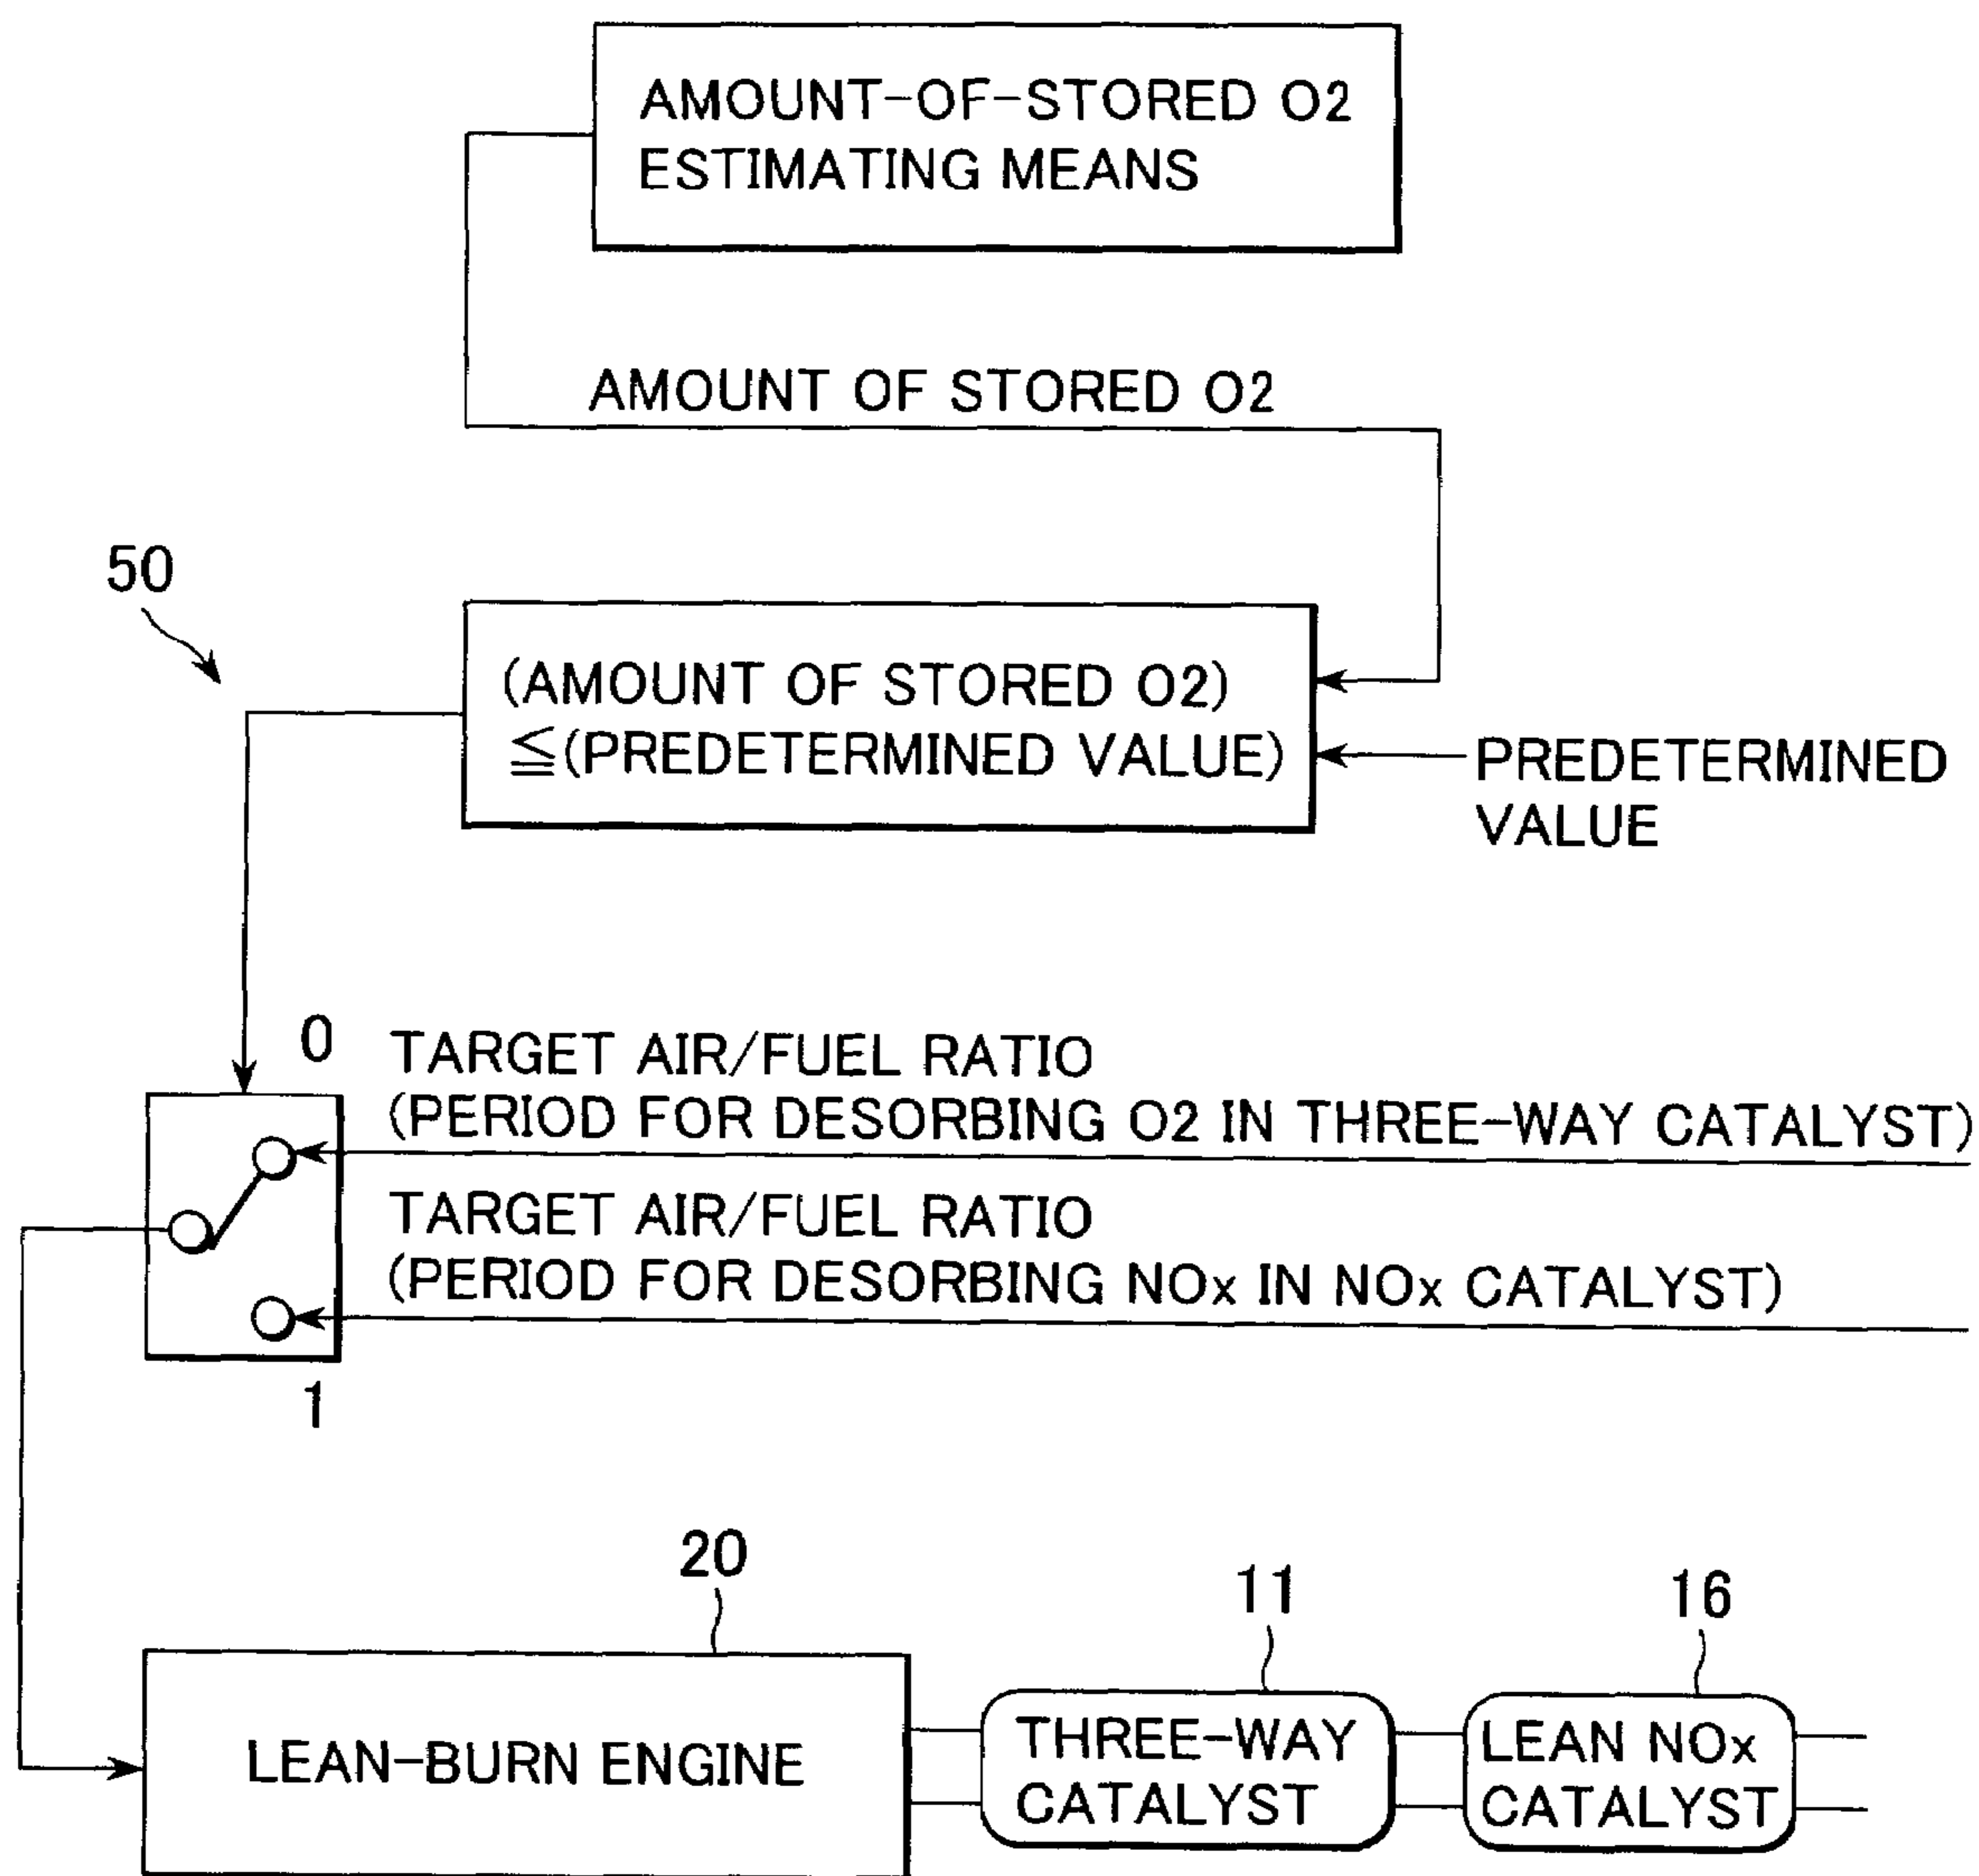 AMOUNT-OF-STORED O2
ESTIMATING MEANS
AMOUNT OF STORED O2
50
(AMOUNT OF STORED O2)
≦(PREDETERMINED VALUE)
PREDETERMINED
VALUE
0
TARGET AIR/FUEL RATIO
(PERIOD FOR DESORBING O2 IN THREE-WAY CATALYST)
TARGET AIR/FUEL RATIO
(PERIOD FOR DESORBING NOx IN NOx CATALYST)
1
20
11
16
LEAN-BURN ENGINE
THREE-WAY
CATALYST
LEAN NOx
CATALYST